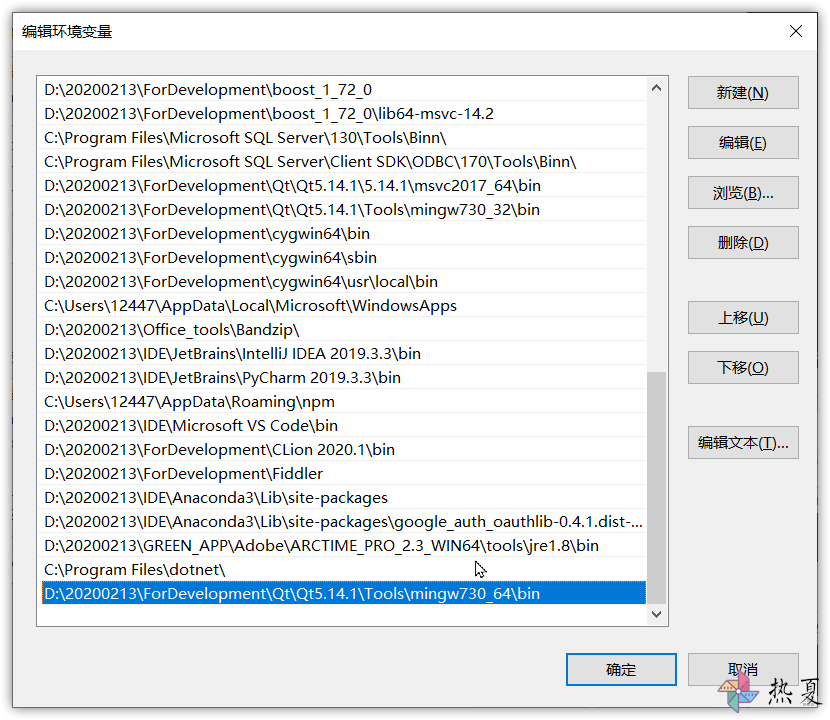 编辑环境变量
D:\20200213\ForDevelopment\boost_1_72_0
D:\20200213\ForDevelopment\boost_1_72_0\lib64-msvc-14.2
C:\Program Files\Microsoft SQL Server\130\Tools\Binn\
C:\Program Files\Microsoft SQL Server\Client SDK\ODBC\170\Tools\Binn\
D:\20200213\ForDevelopment\Qt\Qt5.14.1\5.14.1\msvc2017_64\bin
D:\20200213\ForDevelopment\Qt\Qt5.14.1\Tools\mingw730_32\bin
D:\20200213\ForDevelopment\cygwin64\bin
D:\20200213\ForDevelopment\cygwin64\sbin
D:\20200213\ForDevelopment\cygwin64\usr\local\bin
C:\Users\12447\AppData\Local\Microsoft\WindowsApps
D:\20200213\Office_tools\Bandzip\
D:\20200213\IDE\JetBrains\IntelliJ IDEA 2019.3.3\bin
D:\20200213\IDE\JetBrains\PyCharm 2019.3.3\bin
C:\Users\12447\AppData\Roaming\npm
D:\20200213\IDE\Microsoft VS Code\bin
D:\20200213\ForDevelopment\CLion 2020.1\bin
D:\20200213\ForDevelopment\Fiddler
D:\20200213\IDE\Anaconda3\Lib\site-packages
D:\20200213\IDE\Anaconda3\Lib\site-packages\google_auth_oauthlib-0.4.1.dist-...
D:\20200213\GREEN_APP\Adobe\ARCTIME_PRO_2.3_WIN64\tools\jre1.8\bin
C:\Program Files\dotnet\
D:\20200213\ForDevelopment\Qt\Qt5.14.1\Tools\mingw730_64\bin
新建(N)
编辑(E)
浏览(B)...
删除(D)
上移(U)
下移(O)
编辑文本(T)...
确定
取消
热夏